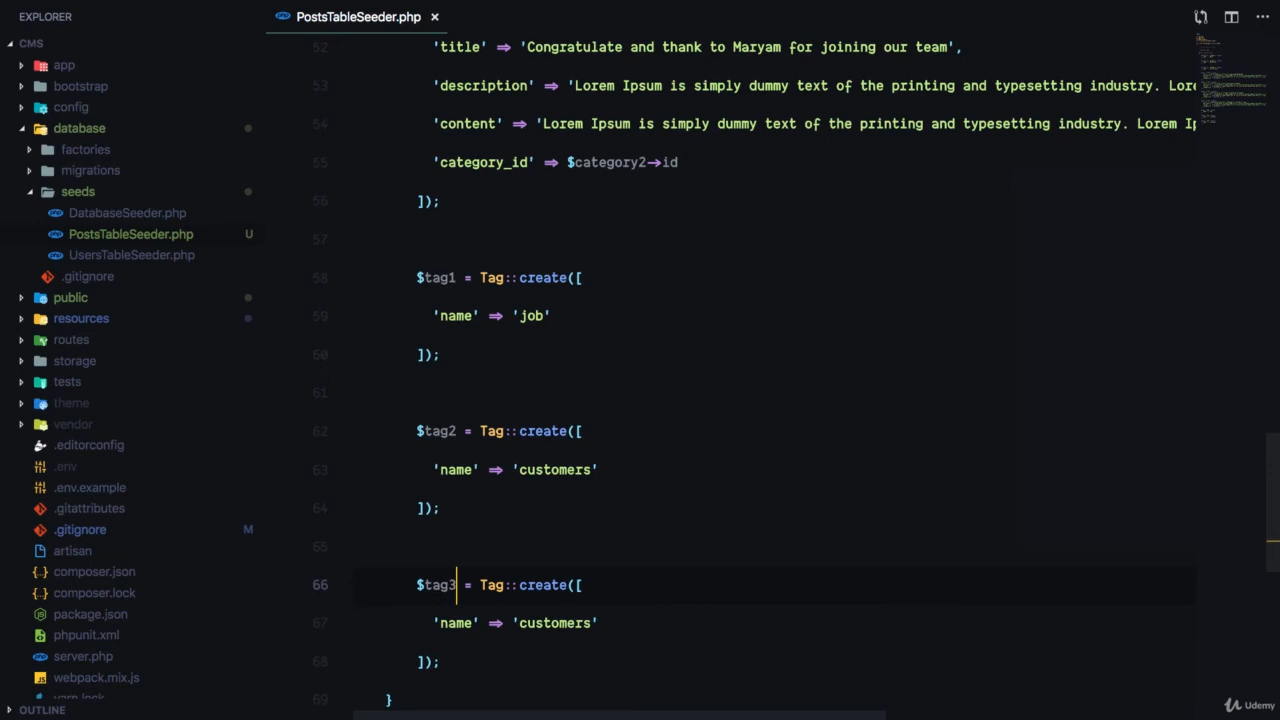 EXPLORER
PostsTableSeeder.php ×
CMS
app
bootstrap
config
database
factories
migrations
seeds
DatabaseSeeder.php
PostsTableSeeder.php U
UsersTableSeeder.php
.gitignore
public
resources
routes
storage
tests
theme
vendor
.editorconfig
.env
.env.example
.gitattributes
.gitignore M
artisan
composer.json
composer.lock
package.json
phpunit.xml
server.php
webpack.mix.js
yarn.lock
OUTLINE
52 'title' => 'Congratulate and thank to Maryam for joining our team',
53 'description' => 'Lorem Ipsum is simply dummy text of the printing and typesetting industry. Lore
54 'content' => 'Lorem Ipsum is simply dummy text of the printing and typesetting industry. Lorem Ip
55 'category_id' => $category2->id
56 ]);
57
58 $tag1 = Tag::create([
59 'name' => 'job'
60 ]);
61
62 $tag2 = Tag::create([
63 'name' => 'customers'
64 ]);
65
66 $tag3 = Tag::create([
67 'name' => 'customers'
68 ]);
69 }
Udemy